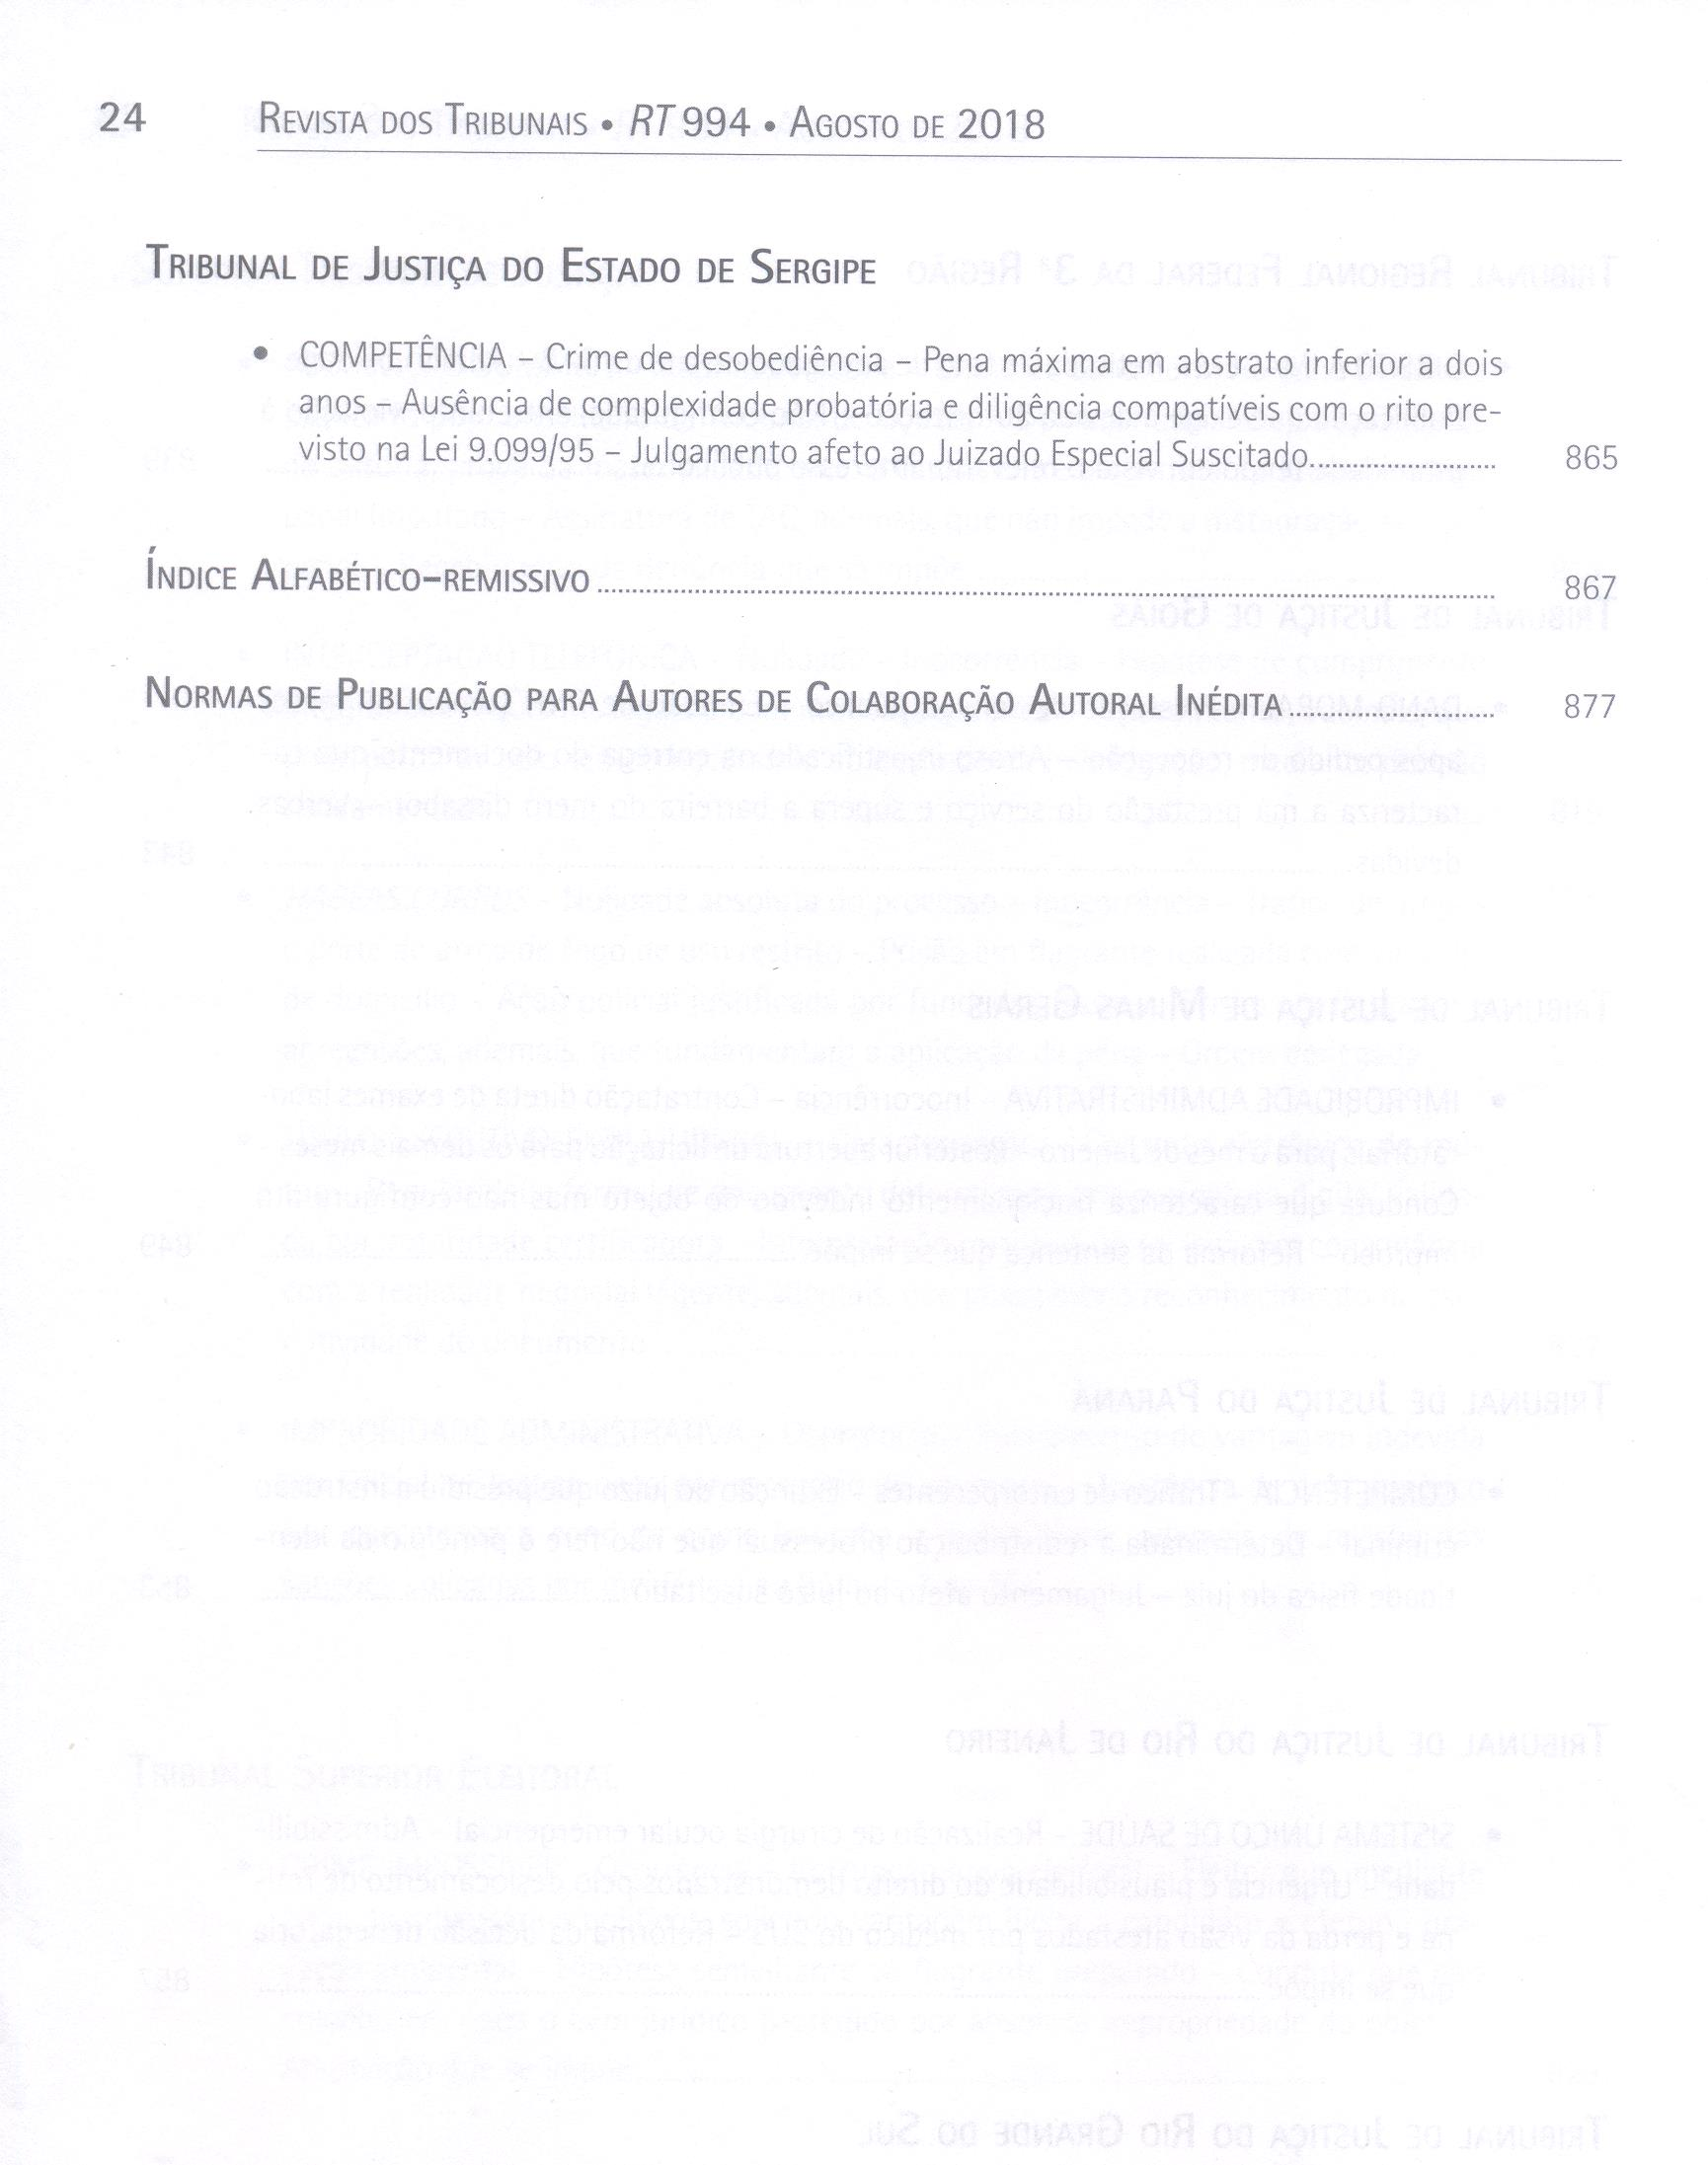 24 REVISTA DOS TRIBUNAIS • RT 994 • AGOSTO DE 2018
TRIBUNAL DE JUSTIÇA DO ESTADO DE SERGIPE
• COMPETÊNCIA – Crime de desobediência – Pena máxima em abstrato inferior a dois
anos – Ausência de complexidade probatória e diligência compatíveis com o rito pre-
visto na Lei 9.099/95 – Julgamento afeto ao Juizado Especial Suscitado........................ 865
ÍNDICE ALFABÉTICO-REMISSIVO ........................ 867
NORMAS DE PUBLICAÇÃO PARA AUTORES DE COLABORAÇÃO AUTORAL INÉDITA ........................ 877